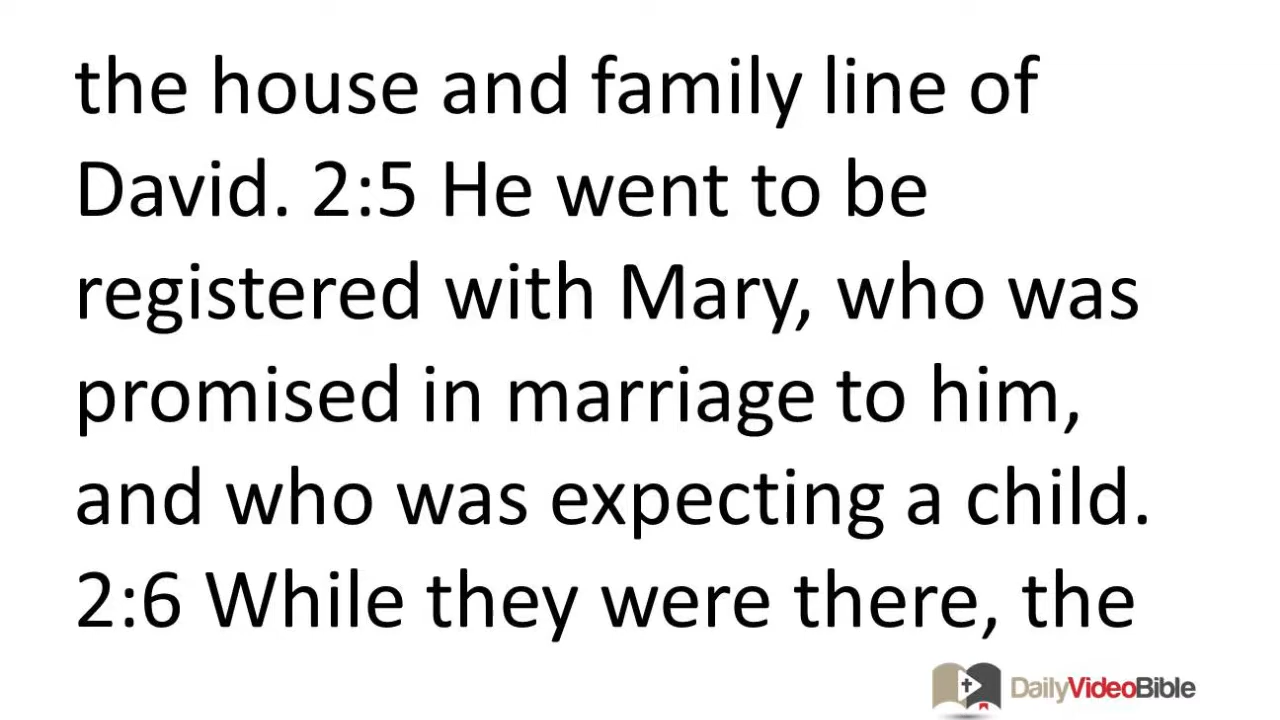 the house and family line of
David. 2:5 He went to be
registered with Mary, who was
promised in marriage to him,
and who was expecting a child.
2:6 While they were there, the
DailyVideoBible